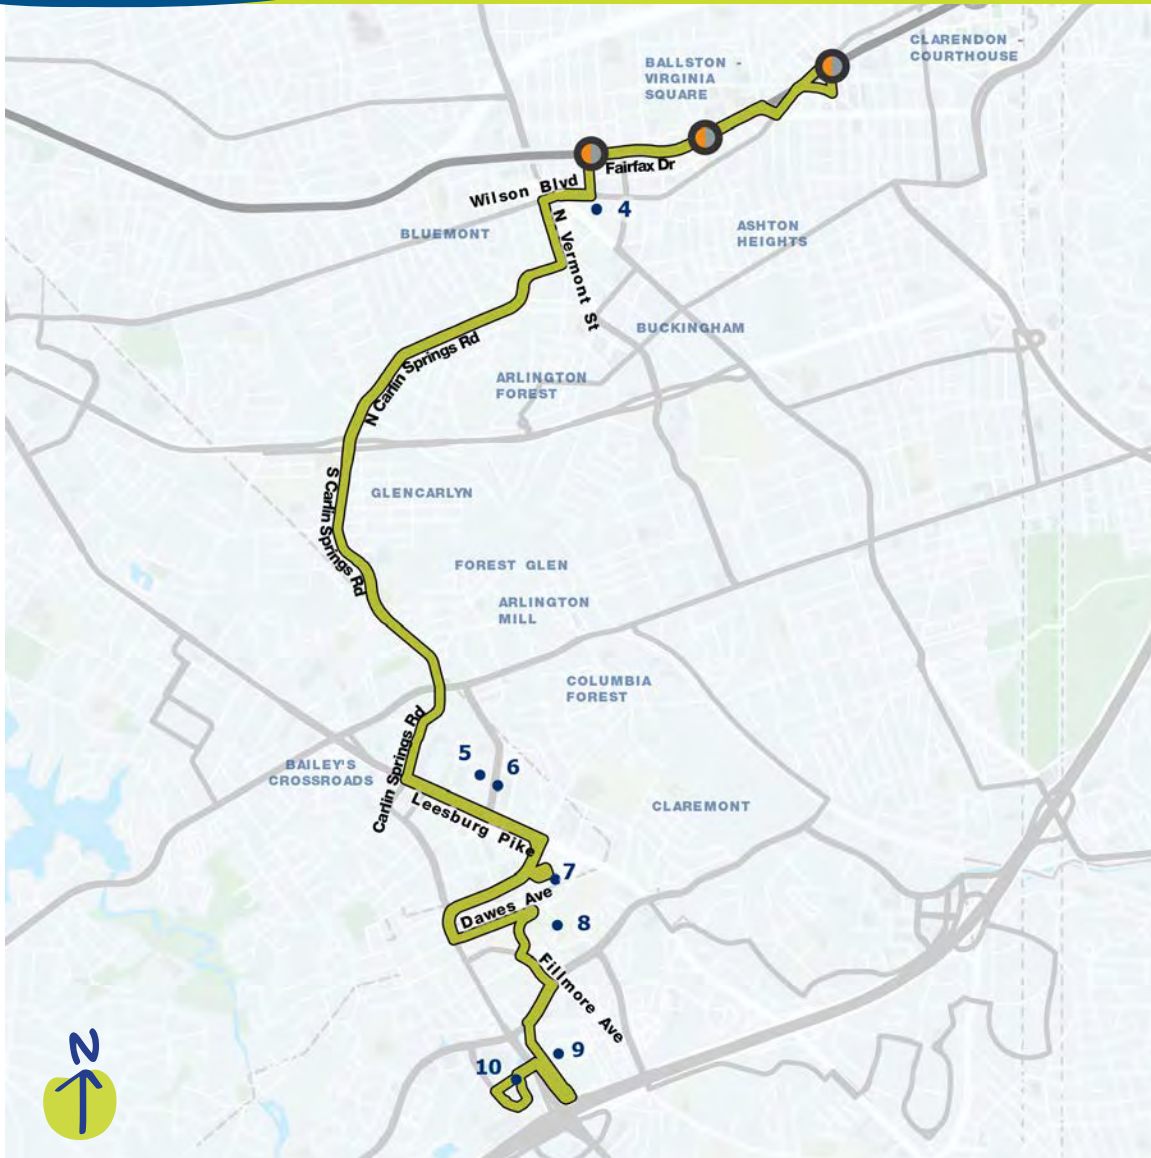 CLARENDON -
COURTHOUSE
BALLSTON -
VIRGINIA
SQUARE
Fairfax Dr
Wilson Blvd
4
N Vermont St
BLUEMONT
ASHTON
HEIGHTS
BUCKINGHAM
N Carlin Springs Rd
ARLINGTON
FOREST
S Carlin Springs Rd
GLENCARLYN
FOREST GLEN
ARLINGTON
MILL
COLUMBIA
FOREST
Carlin Springs Rd
5
6
BAILEY'S
CROSSROADS
Leesburg Pike
CLAREMONT
7
Dawes Ave
8
Fillmore Ave
9
10
N